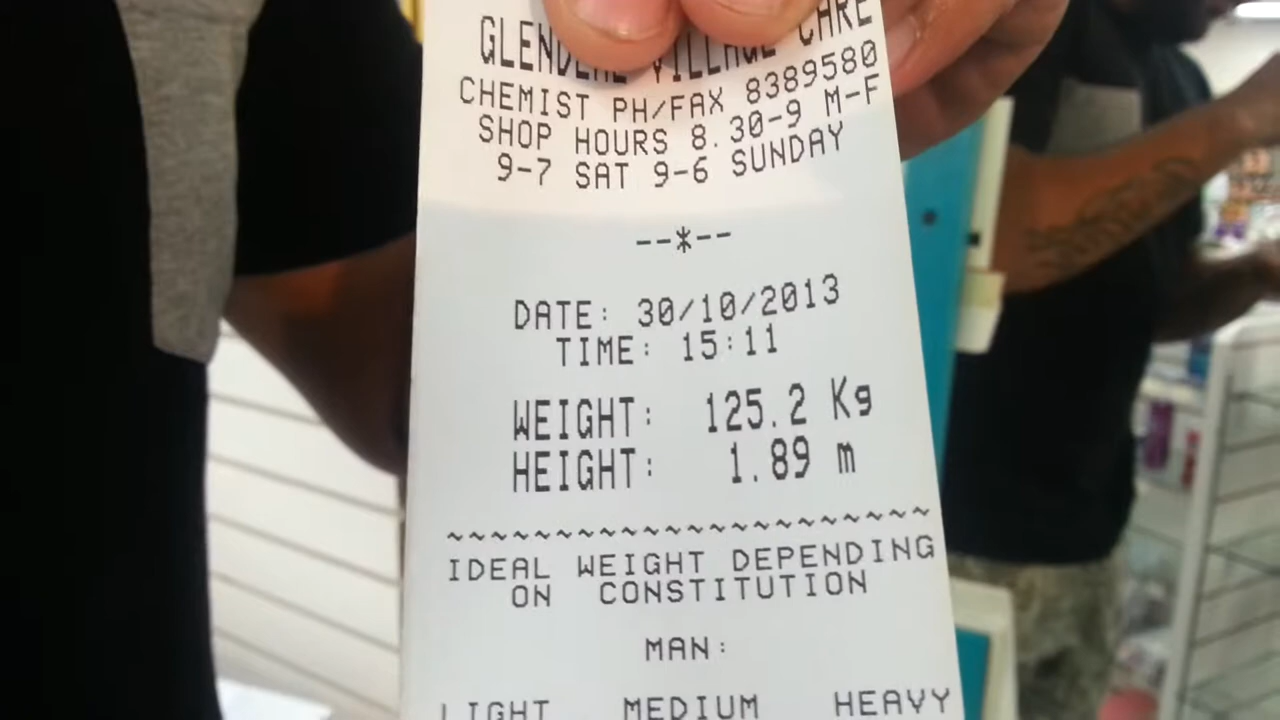 VILLAGE CARE
CHEMIST PH/FAX 8389580
SHOP HOURS 8.30-9 M-F
9-7 SAT 9-6 SUNDAY
--*--
DATE: 30/10/2013
TIME: 15:11
WEIGHT: 125.2 Kg
HEIGHT: 1.89 m
~~~~~~~~~~~~~~~~~~~~~~
IDEAL WEIGHT DEPENDING
ON CONSTITUTION
MAN:
LIGHT MEDIUM HEAVY